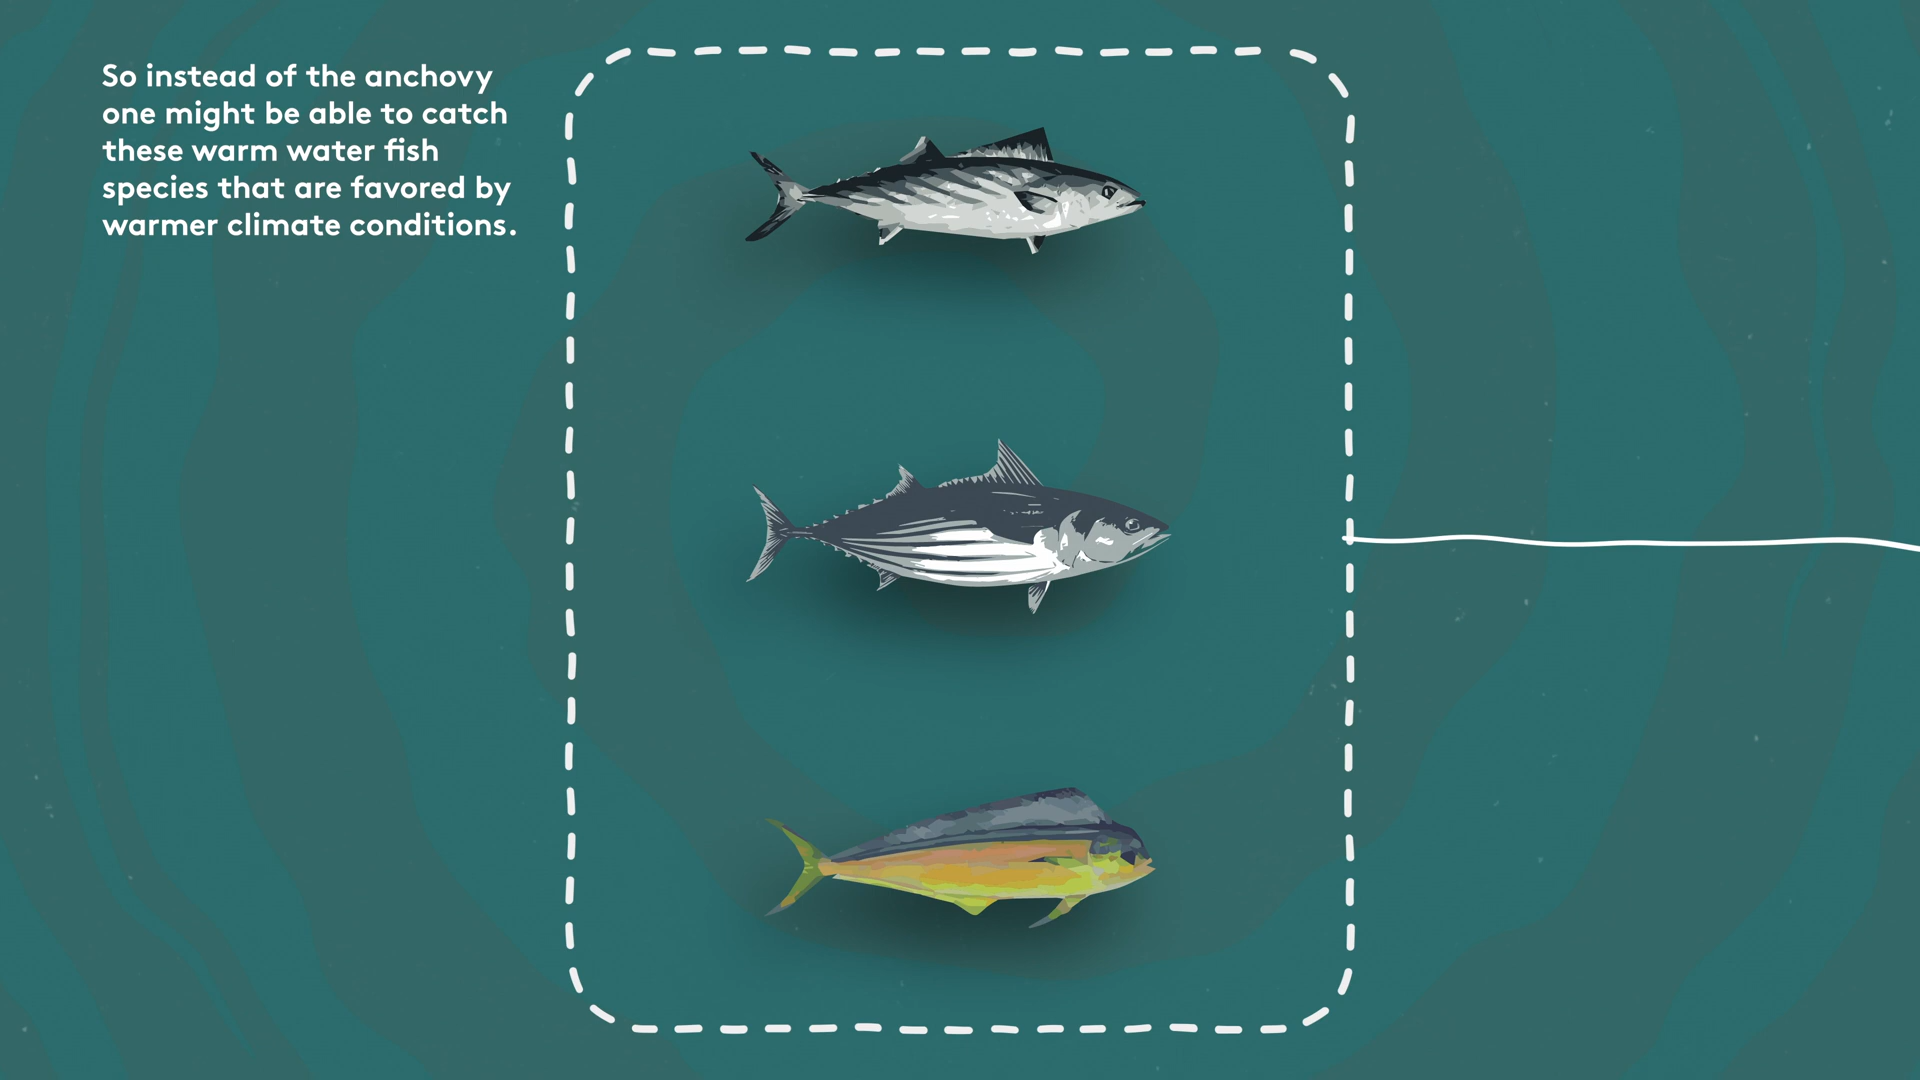 So instead of the anchovy
one might be able to catch
these warm water fish
species that are favored by
warmer climate conditions.